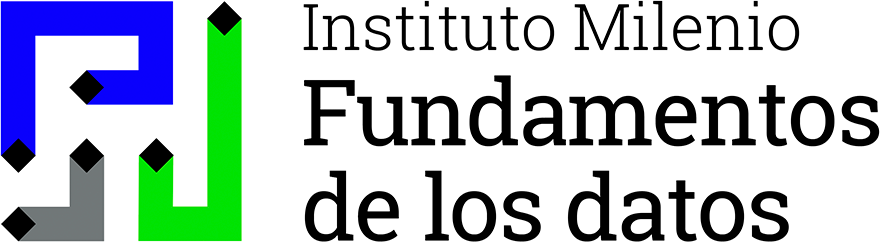 Instituto Milenio
Fundamentos
de los datos